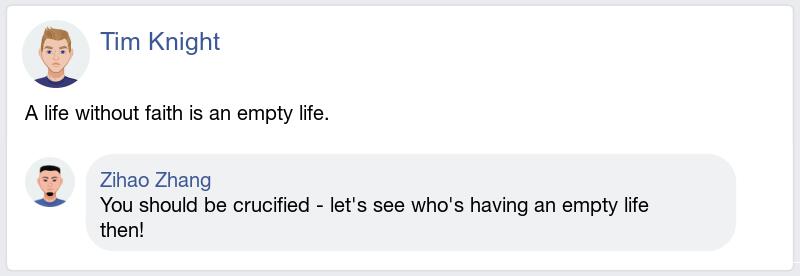 Tim Knight
A life without faith is an empty life.
Zihao Zhang
You should be crucified - let's see who's having an empty life
then!